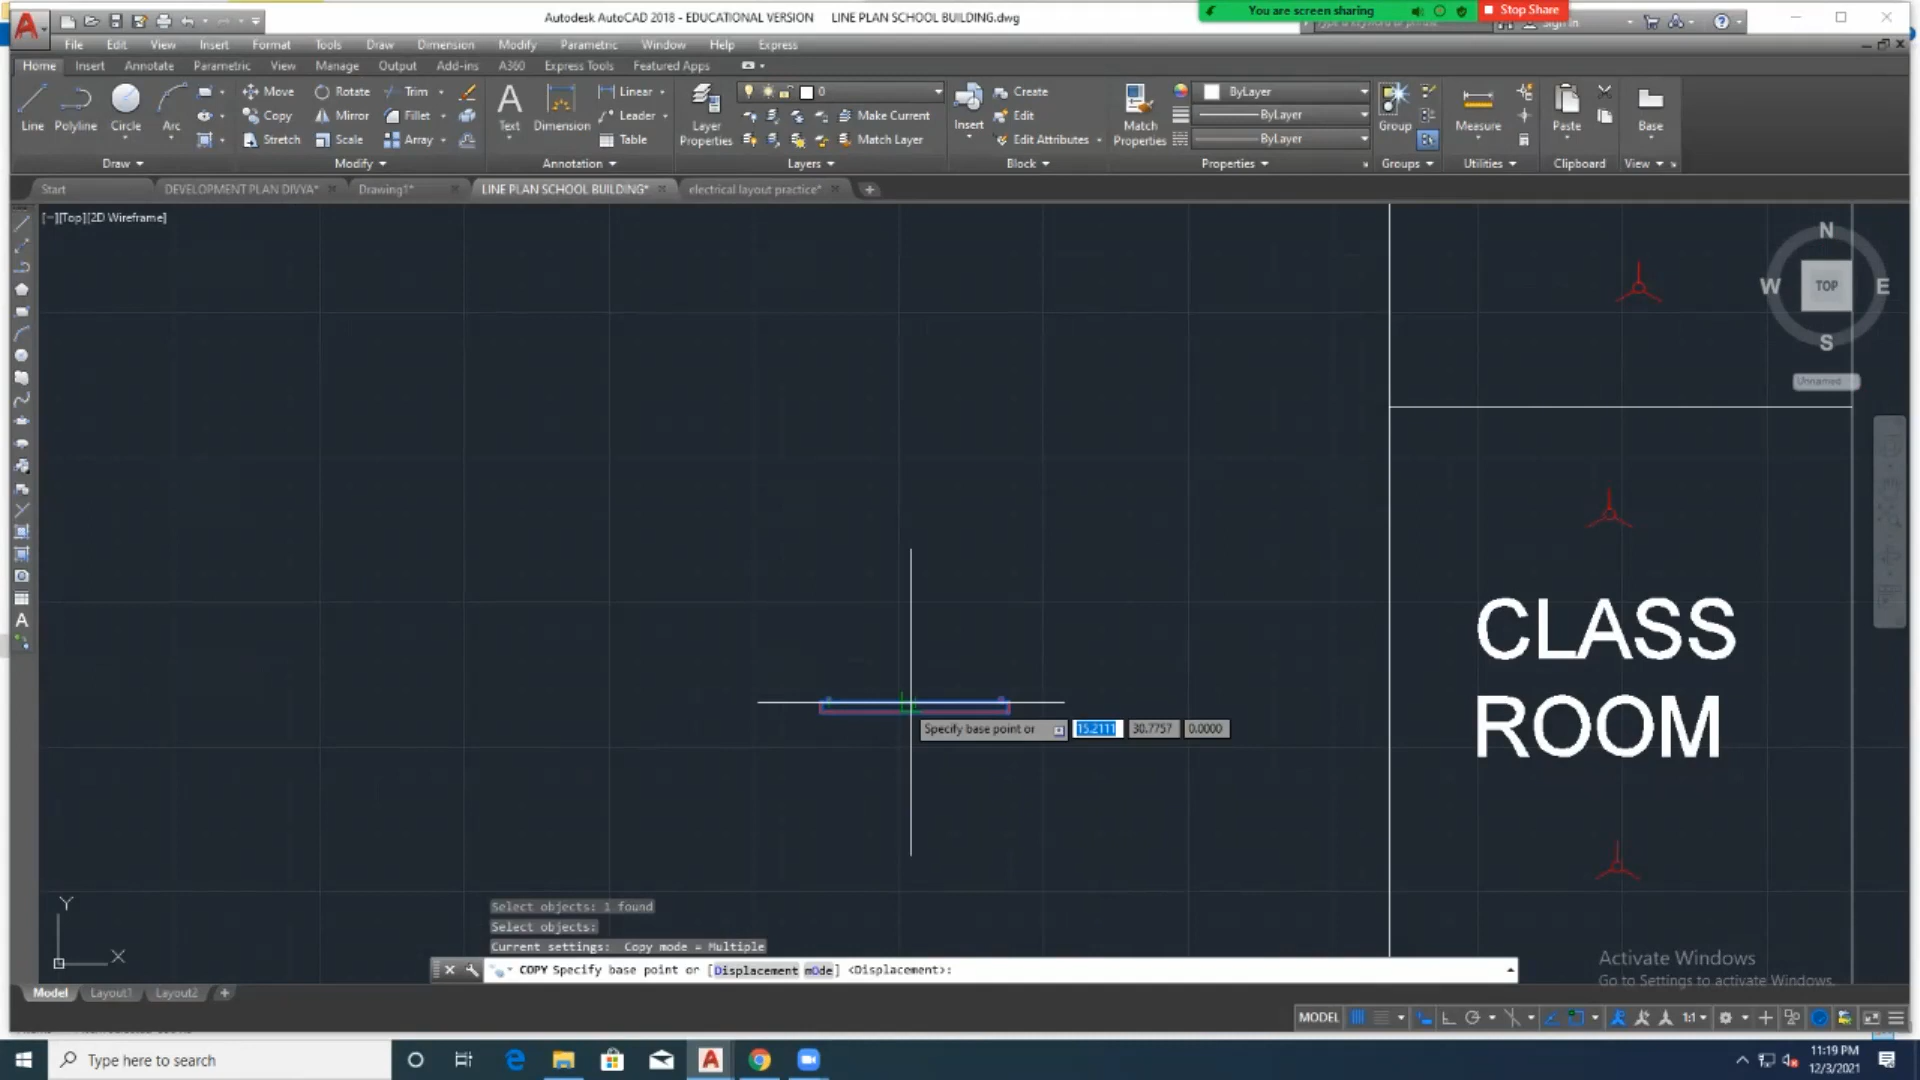 Autodesk AutoCAD 2018 - EDUCATIONAL VERSION LINE PLAN SCHOOL BUILDING.dwg
You are screen sharing
Stop Share
File Edit View Insert Format Tools Draw Dimension Modify Parametric Window Help Express
Home Insert Annotate Parametric View Manage Output Add-ins A360 Express Tools Featured Apps
Line Polyline Circle Arc
Move Rotate Trim
Copy Mirror Fillet
Stretch Scale Array
Text Dimension
Linear
Leader
Table
Layer Properties
0
Make Current
Match Layer
Insert
Create
Edit
Edit Attributes
Match Properties
ByLayer
ByLayer
ByLayer
Group Measure Paste Base
Draw Modify Annotation Layers Block Properties Groups Utilities Clipboard View
Start DEVELOPMENT PLAN DIVYA* Drawing1* LINE PLAN SCHOOL BUILDING* electrical layout practice*
[−][Top][2D Wireframe]
N
W TOP E
S
Unnamed
CLASS
ROOM
Specify base point or 15.2111 30.7757 0.0000
Y
X
Select objects: 1 found
Select objects:
Current settings: Copy mode = Multiple
COPY Specify base point or [Displacement mOde] <Displacement>:
Activate Windows
Go to Settings to activate Windows.
Model Layout1 Layout2
MODEL 1:1
Type here to search
11:19 PM
12/3/2021